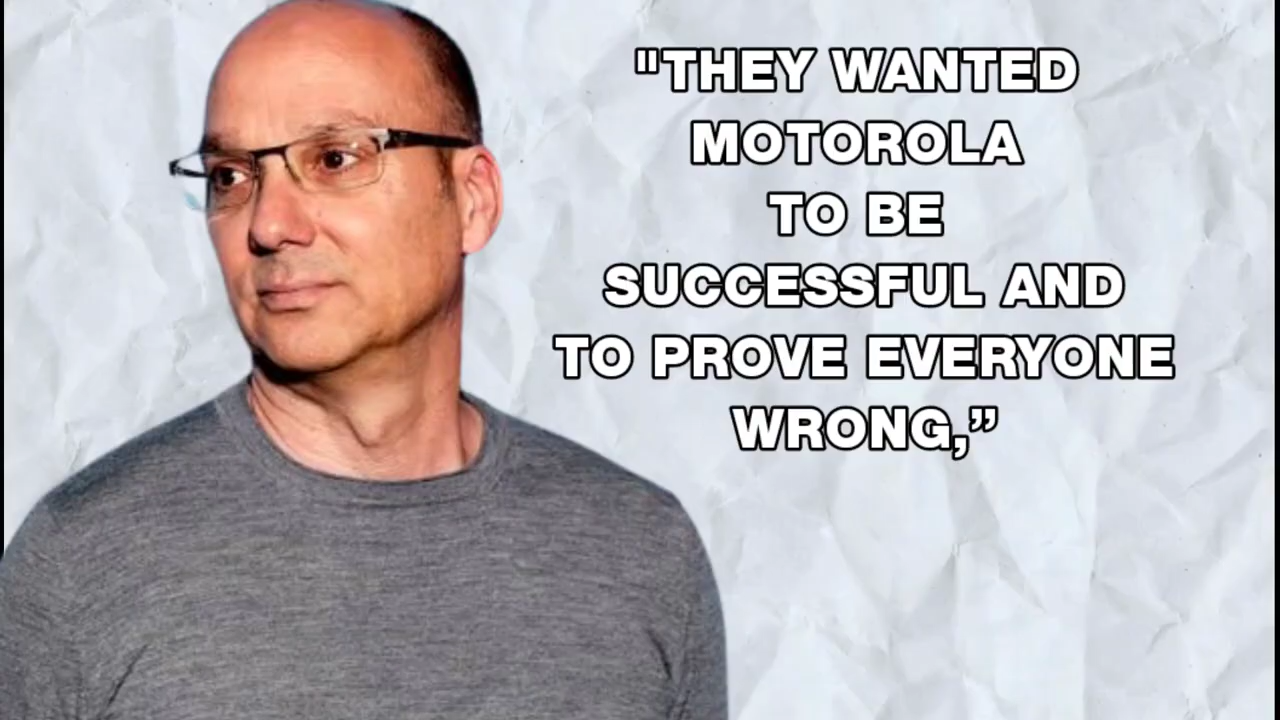 "THEY WANTED
MOTOROLA
TO BE
SUCCESSFUL AND
TO PROVE EVERYONE
WRONG,”